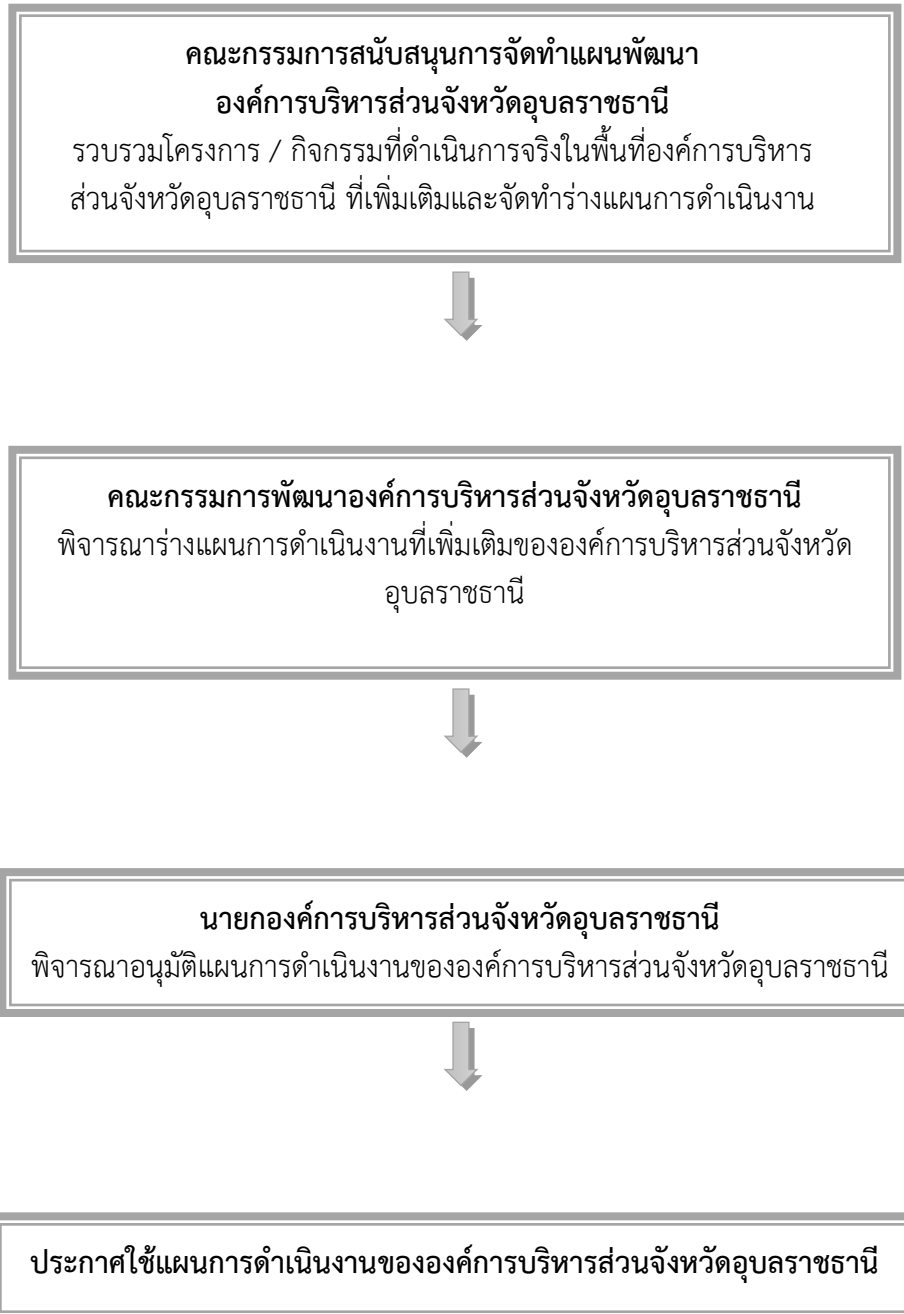 คณะกรรมการสนับสนุนการจัดทำแผนพัฒนา
องค์การบริหารส่วนจังหวัดอุบลราชธานี
รวบรวมโครงการ / กิจกรรมที่ดำเนินการจริงในพื้นที่องค์การบริหาร
ส่วนจังหวัดอุบลราชธานี ที่เพิ่มเติมและจัดทำร่างแผนการดำเนินงาน
คณะกรรมการพัฒนาองค์การบริหารส่วนจังหวัดอุบลราชธานี
พิจารณาร่างแผนการดำเนินงานที่เพิ่มเติมขององค์การบริหารส่วนจังหวัด
อุบลราชธานี
นายกองค์การบริหารส่วนจังหวัดอุบลราชธานี
พิจารณาอนุมัติแผนการดำเนินงานขององค์การบริหารส่วนจังหวัดอุบลราชธานี
ประกาศใช้แผนการดำเนินงานขององค์การบริหารส่วนจังหวัดอุบลราชธานี